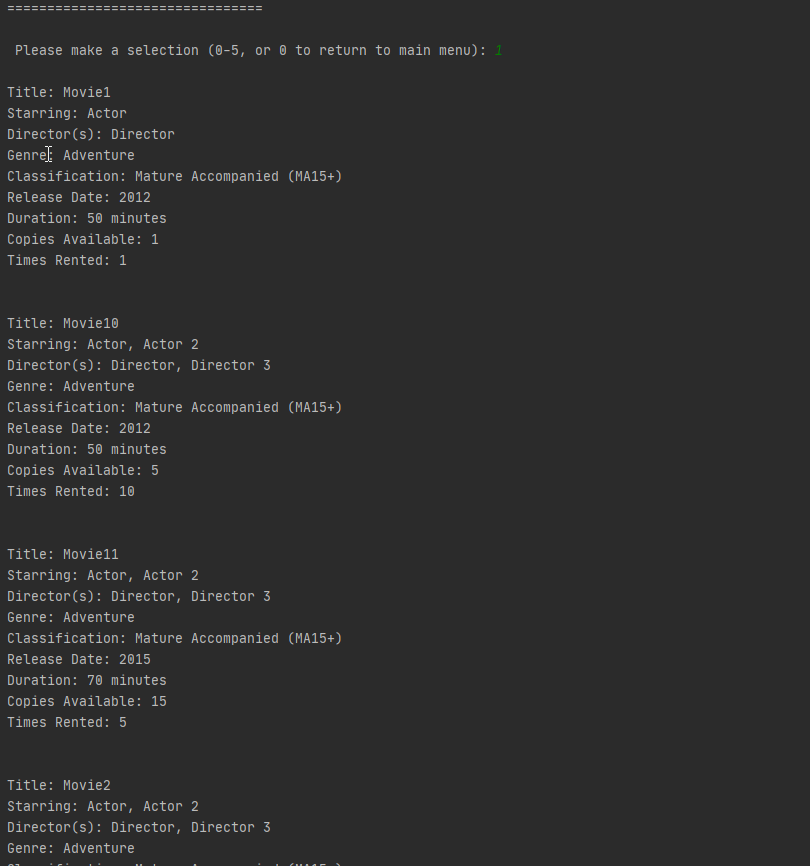 ================================
Please make a selection (0-5, or 0 to return to main menu): 1
Title: Movie1
Starring: Actor
Director(s): Director
Genre: Adventure
Classification: Mature Accompanied (MA15+)
Release Date: 2012
Duration: 50 minutes
Copies Available: 1
Times Rented: 1
Title: Movie10
Starring: Actor, Actor 2
Director(s): Director, Director 3
Genre: Adventure
Classification: Mature Accompanied (MA15+)
Release Date: 2012
Duration: 50 minutes
Copies Available: 5
Times Rented: 10
Title: Movie11
Starring: Actor, Actor 2
Director(s): Director, Director 3
Genre: Adventure
Classification: Mature Accompanied (MA15+)
Release Date: 2015
Duration: 70 minutes
Copies Available: 15
Times Rented: 5
Title: Movie2
Starring: Actor, Actor 2
Director(s): Director, Director 3
Genre: Adventure
Classification: Mature Accompanied (MA15+)